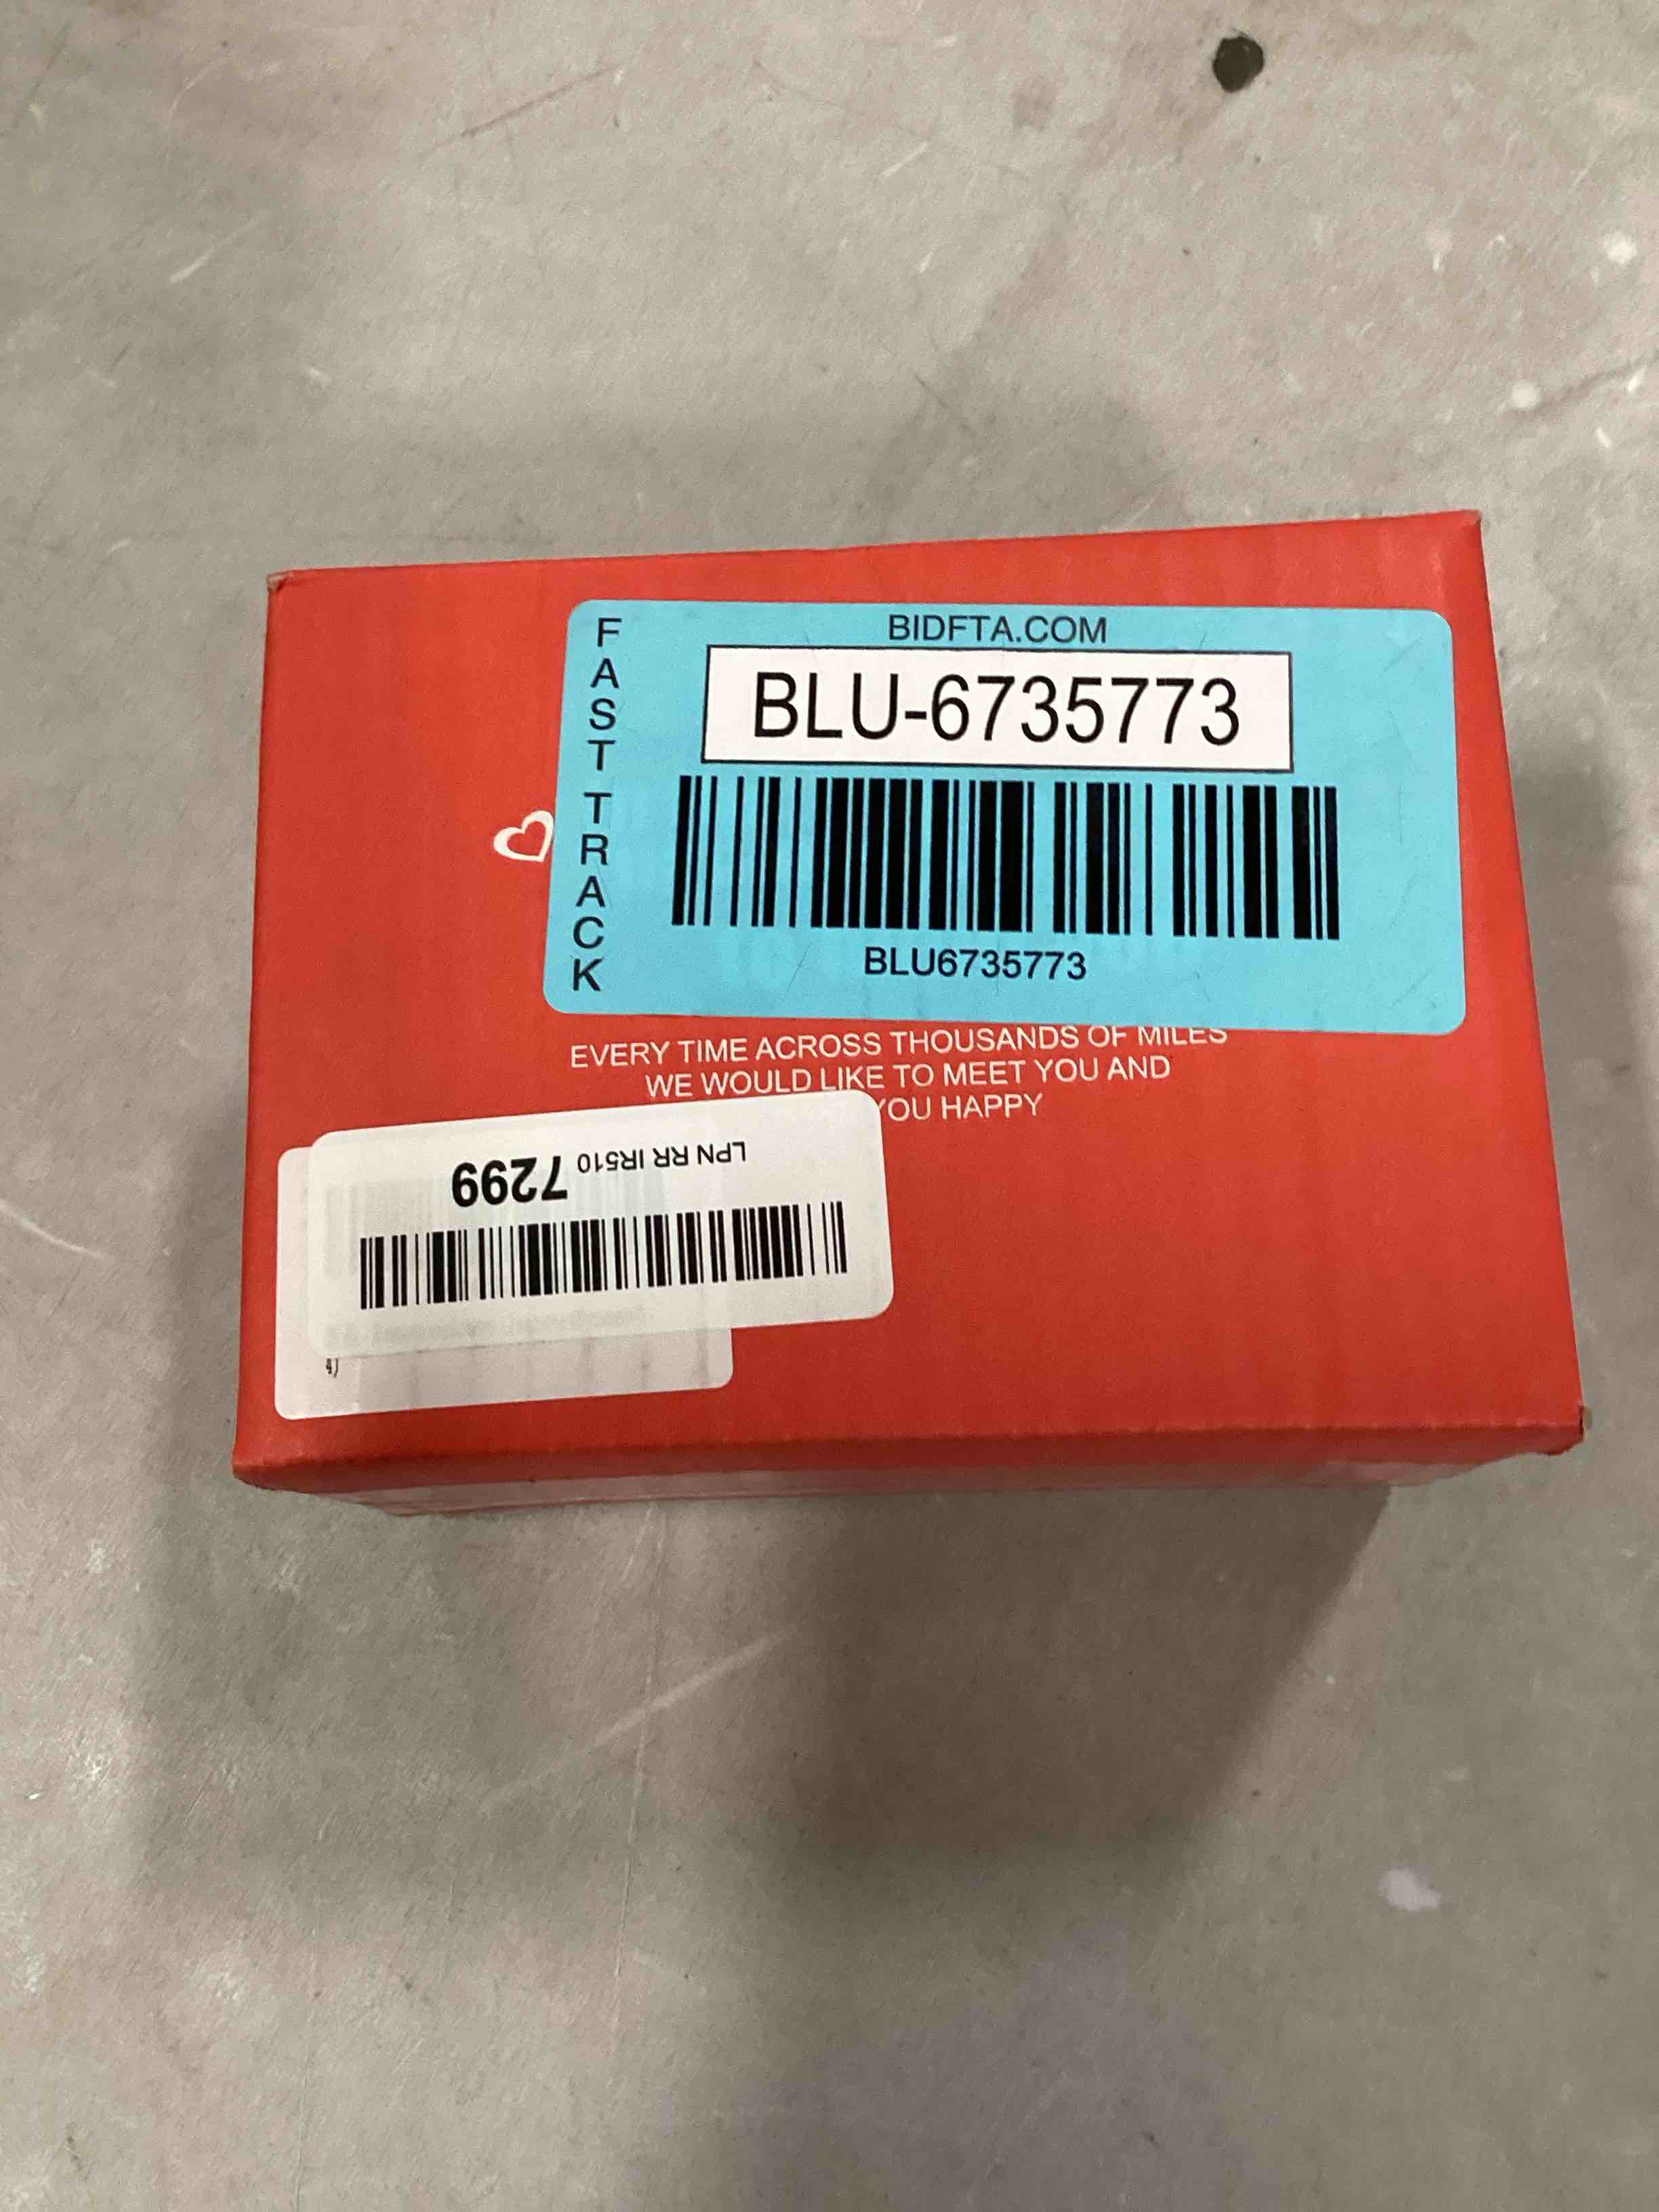 BIDFTA.COM
FAST TRACK
BLU-6735773
BLU6735773
EVERY TIME ACROSS THOUSANDS OF MILES
WE WOULD LIKE TO MEET YOU AND
YOU HAPPY
LPN RR IR510 7299
4)